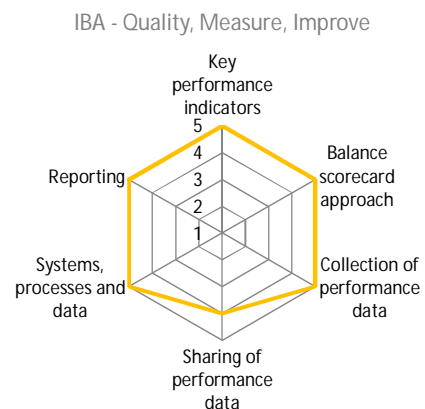 IBA - Quality, Measure, Improve
Key
performance
indicators
5
4
3
2
1
Balance
scorecard
approach
Collection of
performance
data
Sharing of
performance
data
Systems,
processes and
data
Reporting